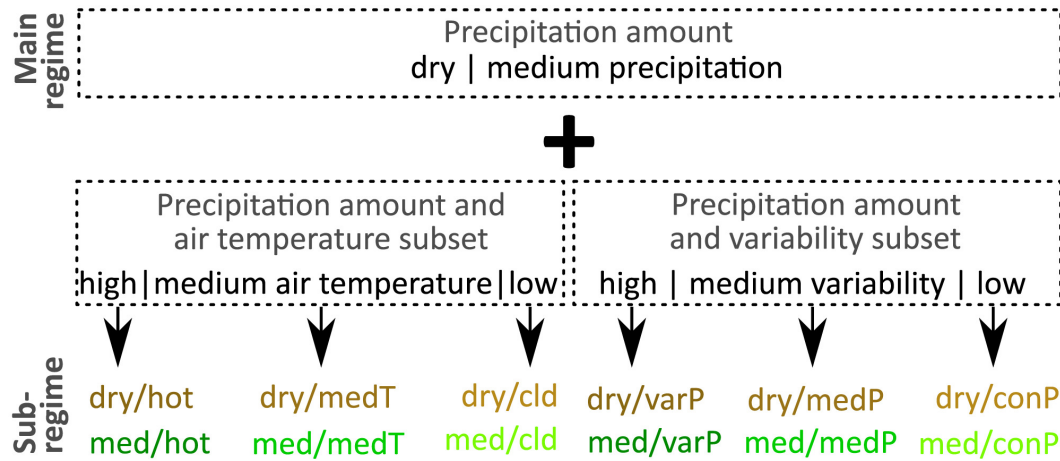 Main
regime
Precipitation amount
dry | medium precipitation
+
Precipitation amount and
air temperature subset
high|medium air temperature|low
Precipitation amount
and variability subset
high | medium variability | low
Sub-
regime
dry/hot dry/medT dry/cld dry/varP dry/medP dry/conP
med/hot med/medT med/cld med/varP med/medP med/conP